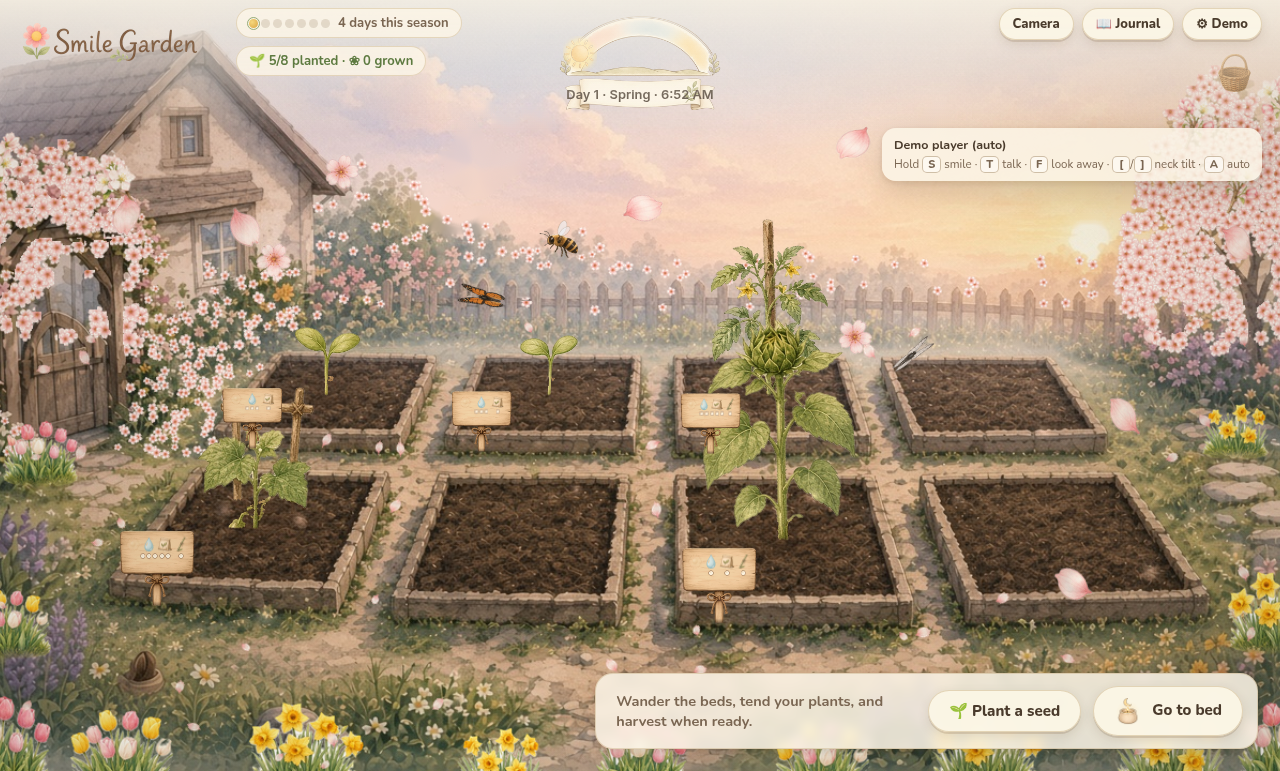 Smile Garden
4 days this season
5/8 planted · 0 grown
Day 1 · Spring · 6:52 AM
Camera
Journal
Demo
Demo player (auto)
Hold S smile · T talk · F look away · [ / ] neck tilt · A auto
Wander the beds, tend your plants, and
harvest when ready.
Plant a seed
Go to bed